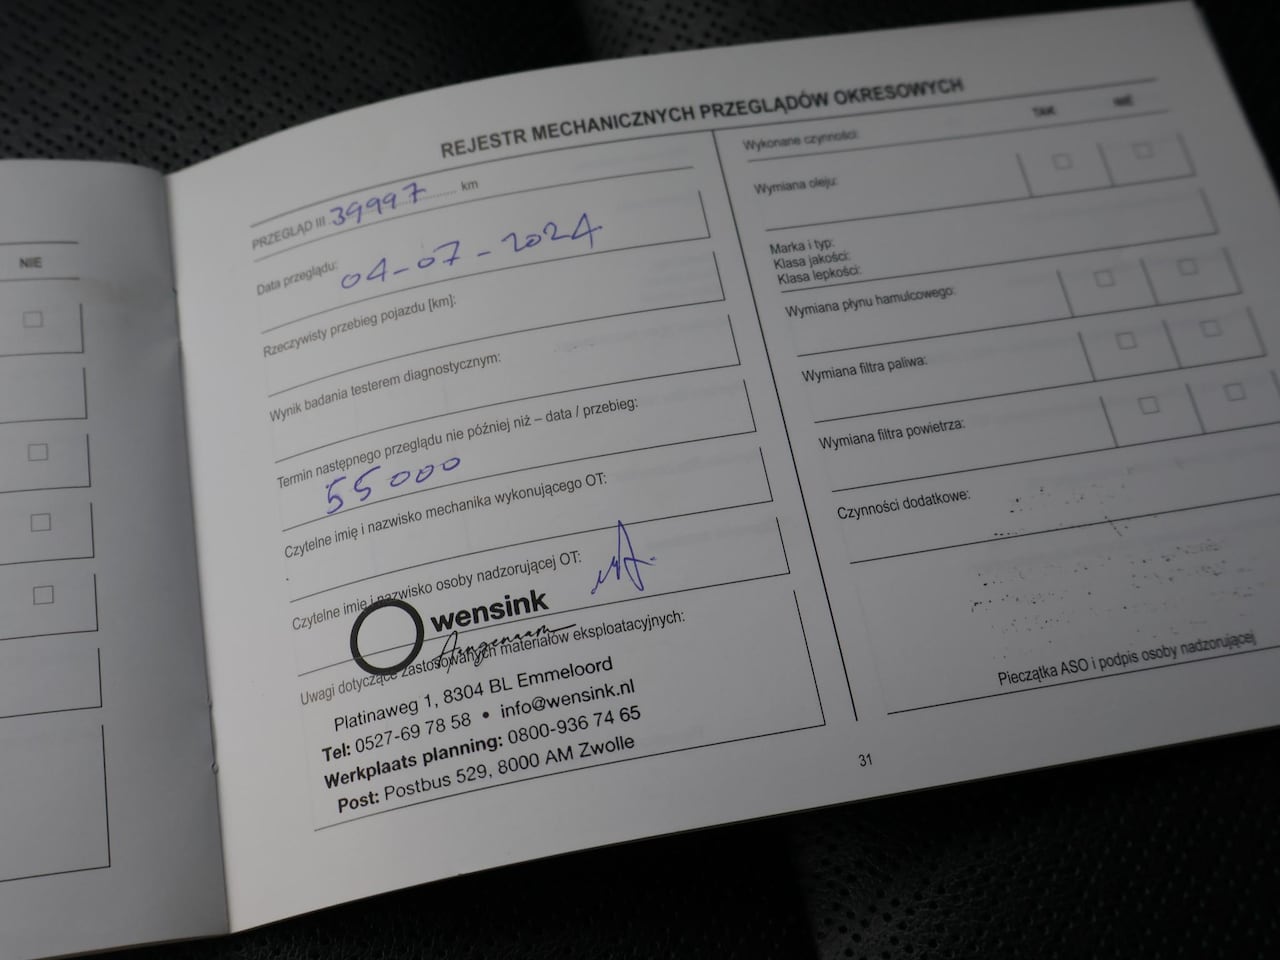 NIE
REJESTR MECHANICZNYCH PRZEGLĄDÓW OKRESOWYCH
PRZEGLĄD III 39997 km
Data przeglądu: 04-07-2024
Rzeczywisty przebieg pojazdu [km]:
Wynik badania testerem diagnostycznym:
Termin następnego przeglądu nie później niż – data / przebieg:
55000
Czytelne imię i nazwisko mechanika wykonującego OT:
Czytelne imię i nazwisko osoby nadzorującej OT:
wensink
Aangenaam
Uwagi dotyczące zastosowanych materiałów eksploatacyjnych:
Platinaweg 1, 8304 BL Emmeloord
Tel: 0527-69 78 58 • info@wensink.nl
Werkplaats planning: 0800-936 74 65
Post: Postbus 529, 8000 AM Zwolle
Wykonane czynności: TAK NIE
Wymiana oleju:
Marka i typ:
Klasa jakości:
Klasa lepkości:
Wymiana płynu hamulcowego:
Wymiana filtra paliwa:
Wymiana filtra powietrza:
Czynności dodatkowe:
Pieczątka ASO i podpis osoby nadzorującej
31